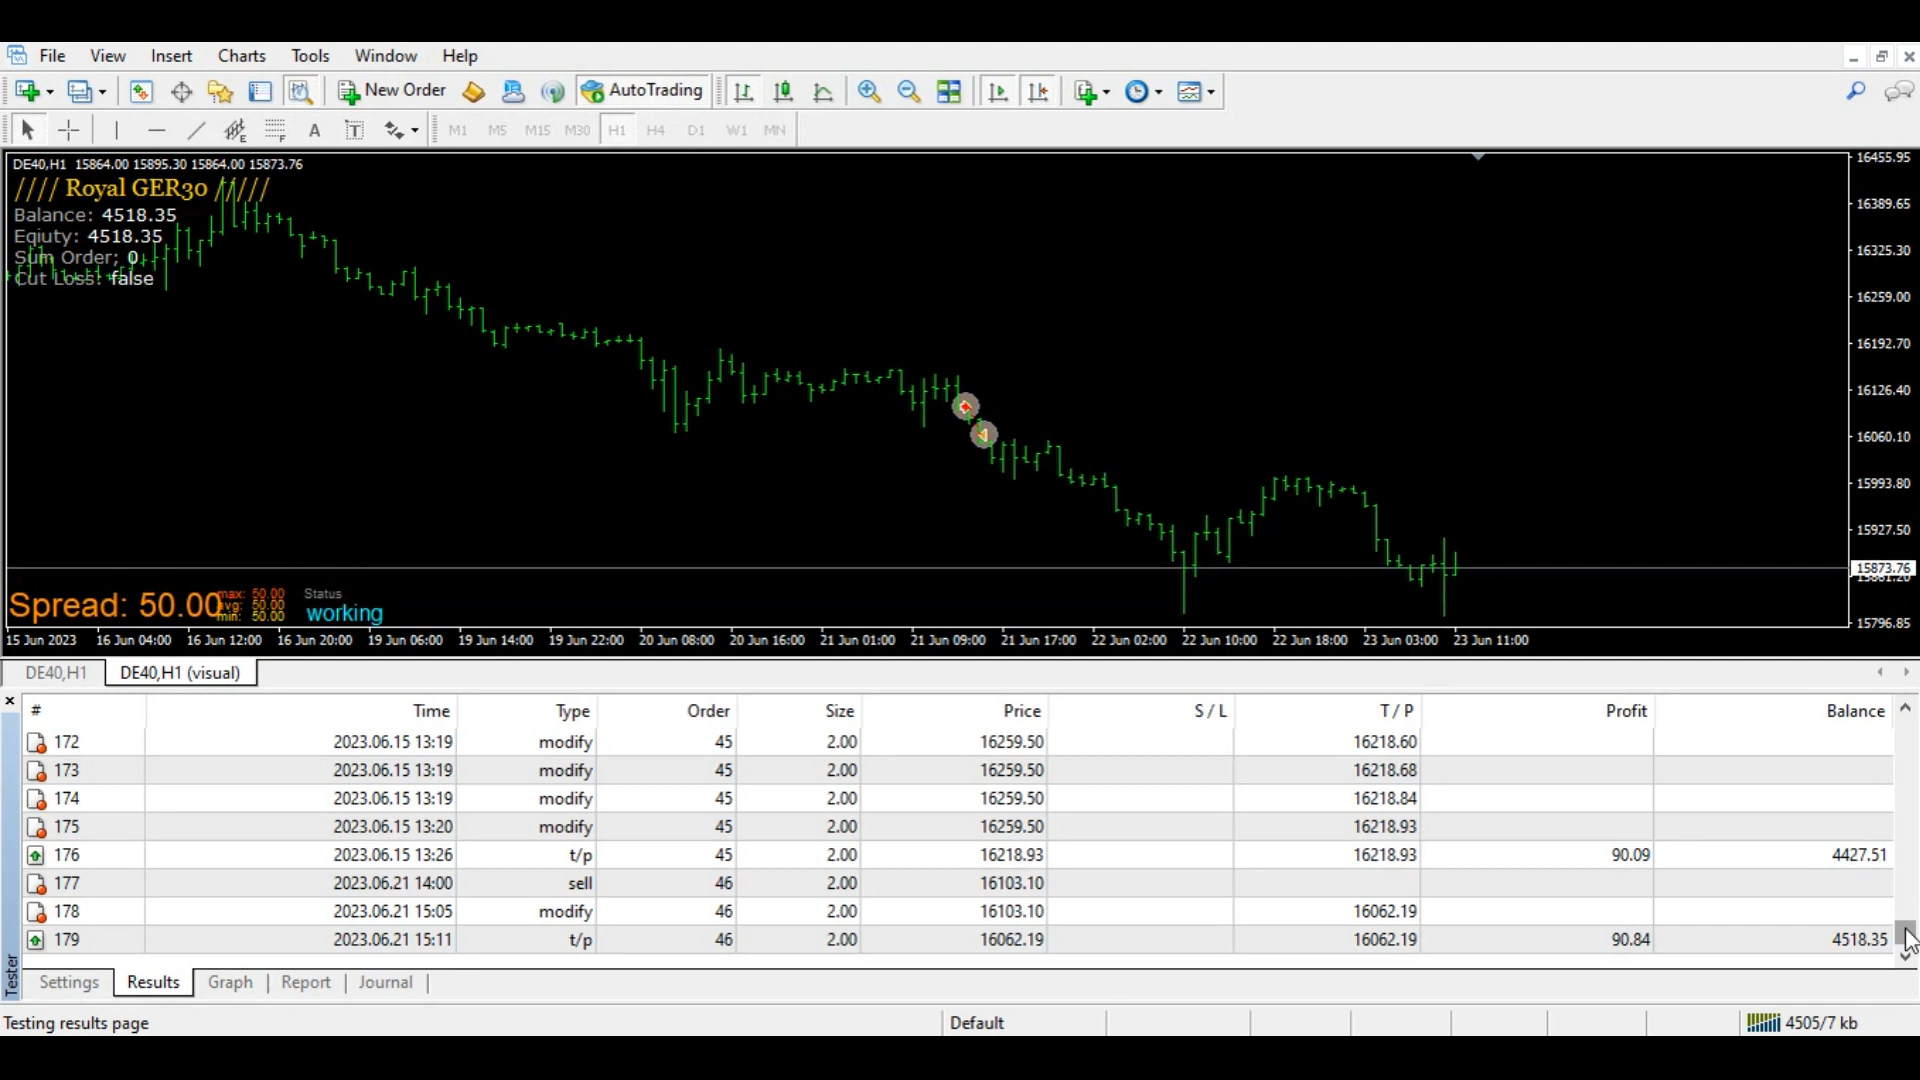 File View Insert Charts Tools Window Help
New Order AutoTrading
A T M1 M5 M15 M30 H1 H4 D1 W1 MN
DE40,H1 15864.00 15895.30 15864.00 15873.76
//// Royal GER30 /////
Balance: 4518.35
Eqiuty: 4518.35
Sum Order; 0
Cut Loss: false
16455.95
16389.65
16325.30
16259.00
16192.70
16126.40
16060.10
15993.80
15927.50
15873.76
15796.85
Spread: 50.00
max: 50.00
avg: 50.00
min: 50.00
Status
working
15 Jun 2023 16 Jun 04:00 16 Jun 12:00 16 Jun 20:00 19 Jun 06:00 19 Jun 14:00 19 Jun 22:00 20 Jun 08:00 20 Jun 16:00 21 Jun 01:00 21 Jun 09:00 21 Jun 17:00 22 Jun 02:00 22 Jun 10:00 22 Jun 18:00 23 Jun 03:00 23 Jun 11:00
DE40,H1 DE40,H1 (visual)
# Time Type Order Size Price S / L T / P Profit Balance
172 2023.06.15 13:19 modify 45 2.00 16259.50 16218.60
173 2023.06.15 13:19 modify 45 2.00 16259.50 16218.68
174 2023.06.15 13:19 modify 45 2.00 16259.50 16218.84
175 2023.06.15 13:20 modify 45 2.00 16259.50 16218.93
176 2023.06.15 13:26 t/p 45 2.00 16218.93 16218.93 90.09 4427.51
177 2023.06.21 14:00 sell 46 2.00 16103.10
178 2023.06.21 15:05 modify 46 2.00 16103.10 16062.19
179 2023.06.21 15:11 t/p 46 2.00 16062.19 16062.19 90.84 4518.35
Tester
Settings Results Graph Report Journal
Testing results page Default 4505/7 kb